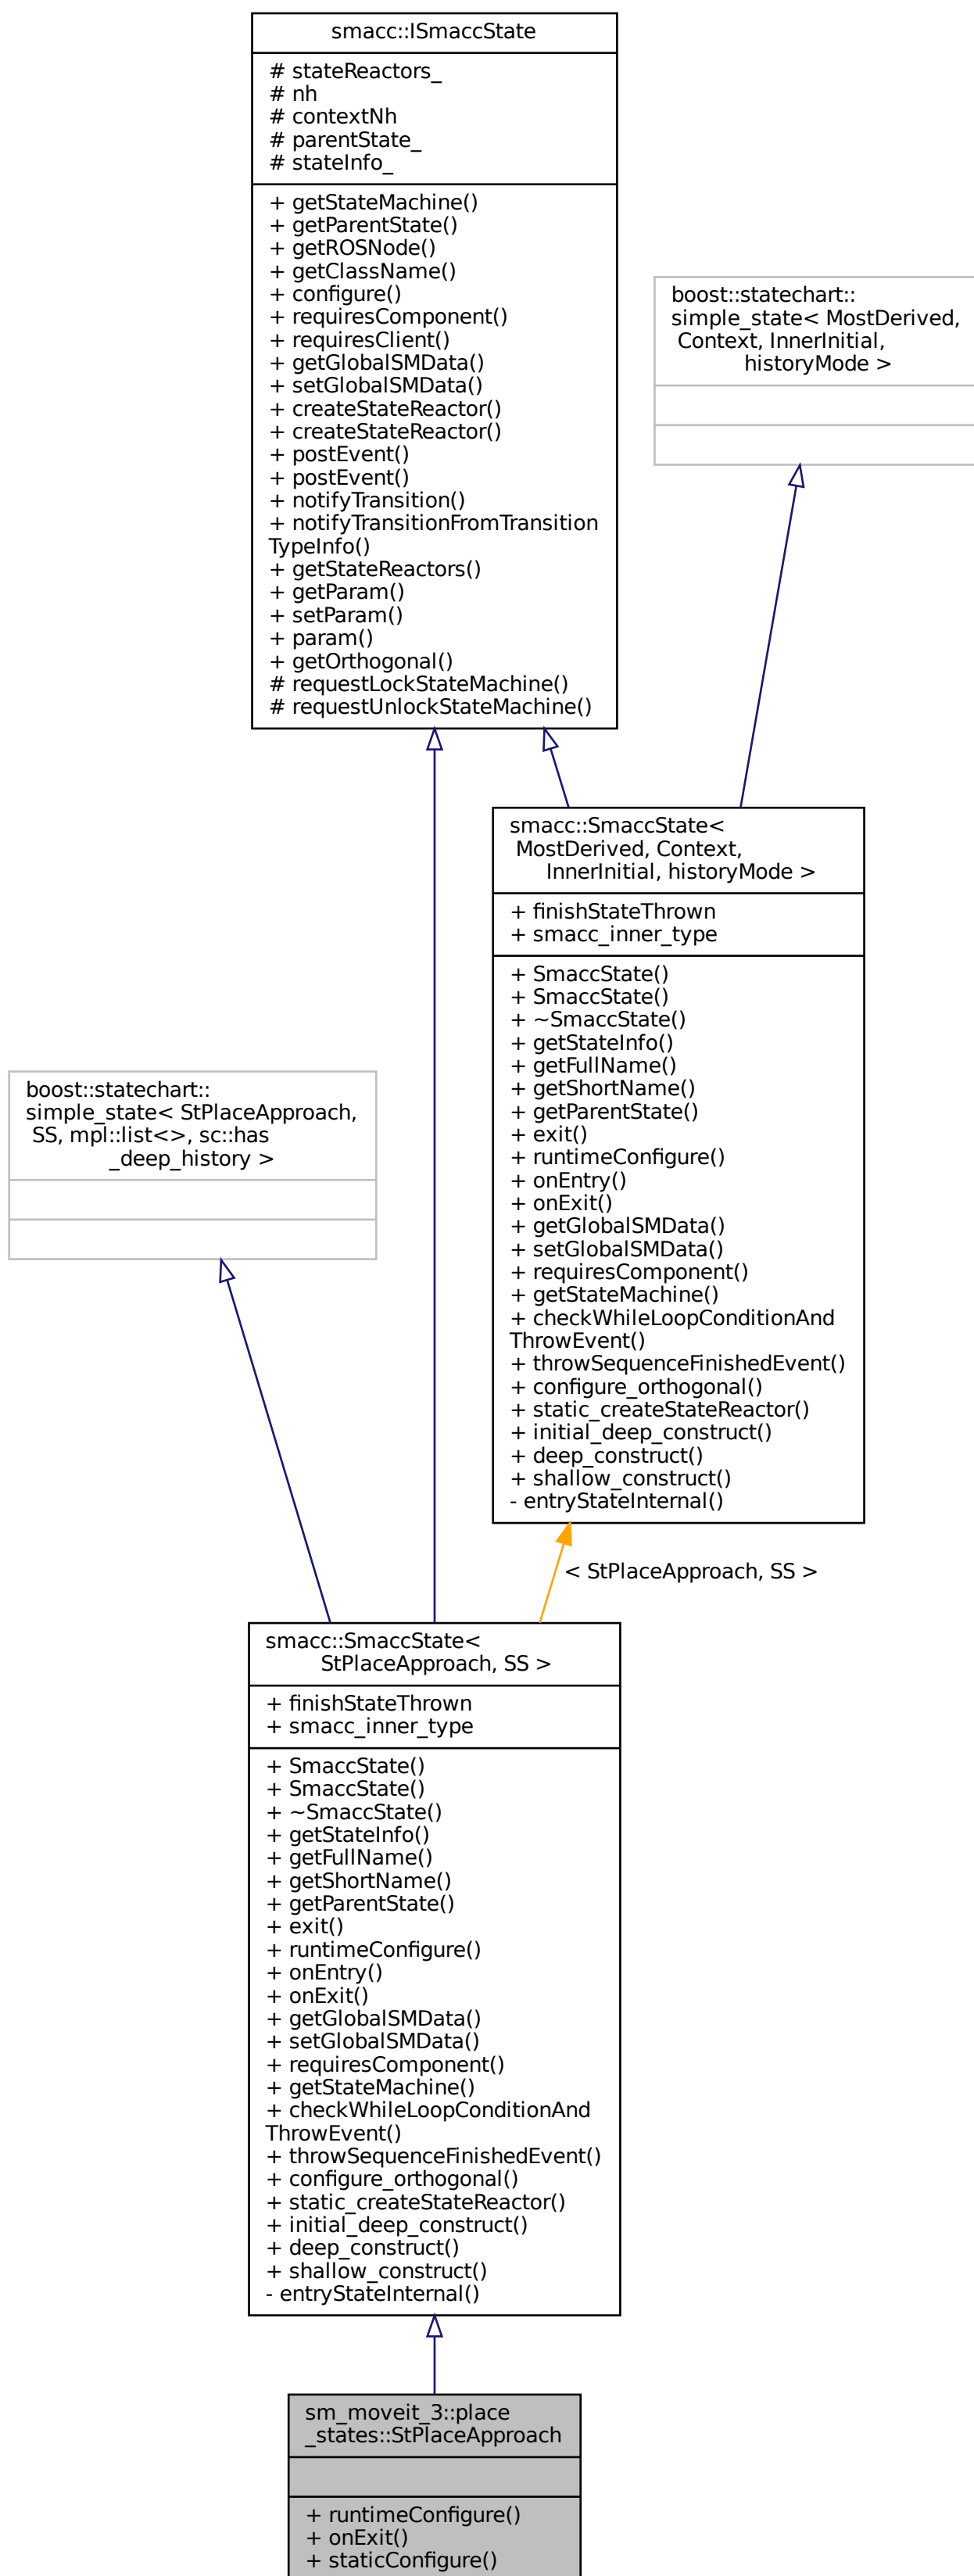 smacc::ISmaccState
# stateReactors_
# nh
# contextNh
# parentState_
# stateInfo_
+ getStateMachine()
+ getParentState()
+ getROSNode()
+ getClassName()
+ configure()
+ requiresComponent()
+ requiresClient()
+ getGlobalSMData()
+ setGlobalSMData()
+ createStateReactor()
+ createStateReactor()
+ postEvent()
+ postEvent()
+ notifyTransition()
+ notifyTransitionFromTransition
TypeInfo()
+ getStateReactors()
+ getParam()
+ setParam()
+ param()
+ getOrthogonal()
# requestLockStateMachine()
# requestUnlockStateMachine()
boost::statechart::
simple_state< MostDerived,
Context, InnerInitial,
historyMode >
smacc::SmaccState<
MostDerived, Context,
InnerInitial, historyMode >
+ finishStateThrown
+ smacc_inner_type
+ SmaccState()
+ SmaccState()
+ ~SmaccState()
+ getStateInfo()
+ getFullName()
+ getShortName()
+ getParentState()
+ exit()
+ runtimeConfigure()
+ onEntry()
+ onExit()
+ getGlobalSMData()
+ setGlobalSMData()
+ requiresComponent()
+ getStateMachine()
+ checkWhileLoopConditionAnd
ThrowEvent()
+ throwSequenceFinishedEvent()
+ configure_orthogonal()
+ static_createStateReactor()
+ initial_deep_construct()
+ deep_construct()
+ shallow_construct()
- entryStateInternal()
boost::statechart::
simple_state< StPlaceApproach,
SS, mpl::list<>, sc::has
_deep_history >
< StPlaceApproach, SS >
smacc::SmaccState<
StPlaceApproach, SS >
+ finishStateThrown
+ smacc_inner_type
+ SmaccState()
+ SmaccState()
+ ~SmaccState()
+ getStateInfo()
+ getFullName()
+ getShortName()
+ getParentState()
+ exit()
+ runtimeConfigure()
+ onEntry()
+ onExit()
+ getGlobalSMData()
+ setGlobalSMData()
+ requiresComponent()
+ getStateMachine()
+ checkWhileLoopConditionAnd
ThrowEvent()
+ throwSequenceFinishedEvent()
+ configure_orthogonal()
+ static_createStateReactor()
+ initial_deep_construct()
+ deep_construct()
+ shallow_construct()
- entryStateInternal()
sm_moveit_3::place
_states::StPlaceApproach
+ runtimeConfigure()
+ onExit()
+ staticConfigure()